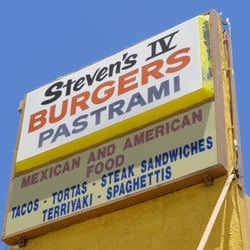 Steven's IV
BURGERS
PASTRAMI
MEXICAN AND AMERICAN
FOOD
TACOS - TORTAS - STEAK SANDWICHES
TERRIYAKI - SPAGHETTIS